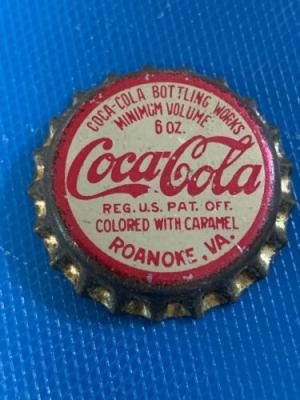 COCA-COLA BOTTLING WORKS
MINIMUM VOLUME
6 OZ.
Coca-Cola
REG. U.S. PAT. OFF.
COLORED WITH CARAMEL
ROANOKE, VA.